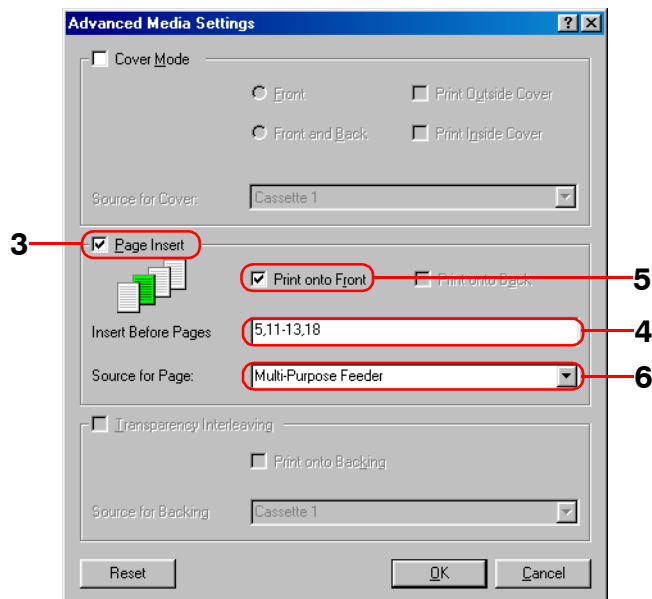 Advanced Media Settings ? X
Cover Mode
Front Print Outside Cover
Front and Back Print Inside Cover
Source for Cover: Cassette 1
3 Page Insert
Print onto Front Print onto Back 5
Insert Before Pages 5,11-13,18 4
Source for Page: Multi-Purpose Feeder 6
Transparency Interleaving
Print onto Backing
Source for Backing Cassette 1
Reset OK Cancel